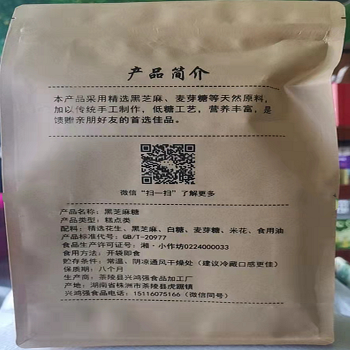 产品简介
本产品采用精选黑芝麻、麦芽糖等天然原料,
加以传统手工制作，低糖工艺，营养丰富，是
馈赠亲朋好友的首选佳品。
微信“扫一扫”了解更多
产品名称：黑芝麻糖
产品类型：糕点类
配料：精选花生、黑芝麻、白糖、麦芽糖、米花、食用油
产品标准代号：GB/T-20977
食品生产许可证号：湘·小作坊0224000033
食用方法：开袋即食
贮存条件：常温、阴凉通风干燥处（建议冷藏口感更佳）
保质期：八个月
生产商：茶陵县兴鸿强食品加工厂
产地：湖南省株洲市茶陵县虎踞镇
兴鸿强食品电话：15116075166（微信同号）